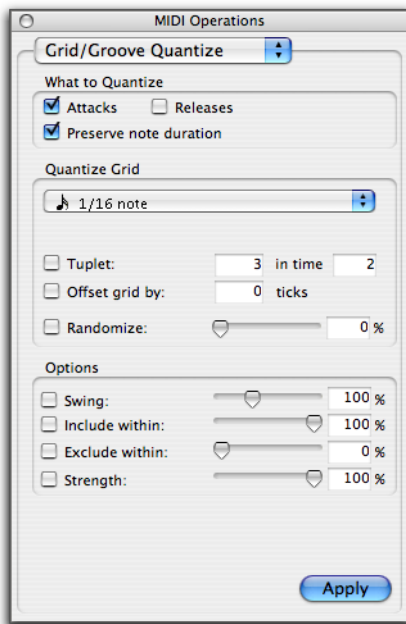 MIDI Operations
Grid/Groove Quantize
What to Quantize
Attacks Releases
Preserve note duration
Quantize Grid
1/16 note
Tuplet: 3 in time 2
Offset grid by: 0 ticks
Randomize: 0 %
Options
Swing: 100 %
Include within: 100 %
Exclude within: 0 %
Strength: 100 %
Apply